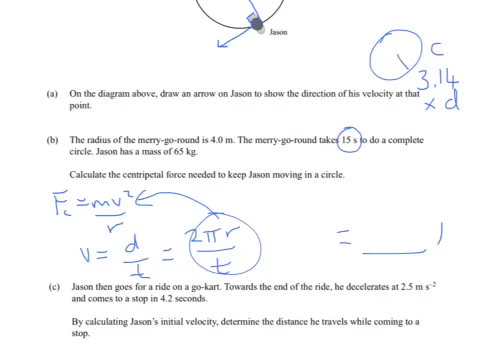 Jason
C
3.14
x d
(a) On the diagram above, draw an arrow on Jason to show the direction of his velocity at that
point.
(b) The radius of the merry-go-round is 4.0 m. The merry-go-round takes 15 s to do a complete
circle. Jason has a mass of 65 kg.
Calculate the centripetal force needed to keep Jason moving in a circle.
Fc = mv²/r
v = d/t = 2πr/t
= ____
(c) Jason then goes for a ride on a go-kart. Towards the end of the ride, he decelerates at 2.5 m s⁻²
and comes to a stop in 4.2 seconds.
By calculating Jason's initial velocity, determine the distance he travels while coming to a
stop.